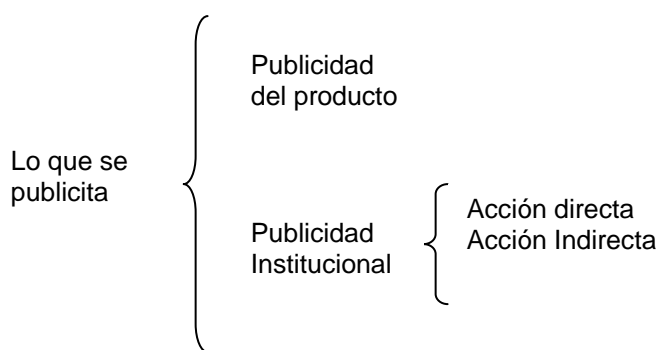 Lo que se
publicita
Publicidad
del producto
Publicidad
Institucional
Acción directa
Acción Indirecta